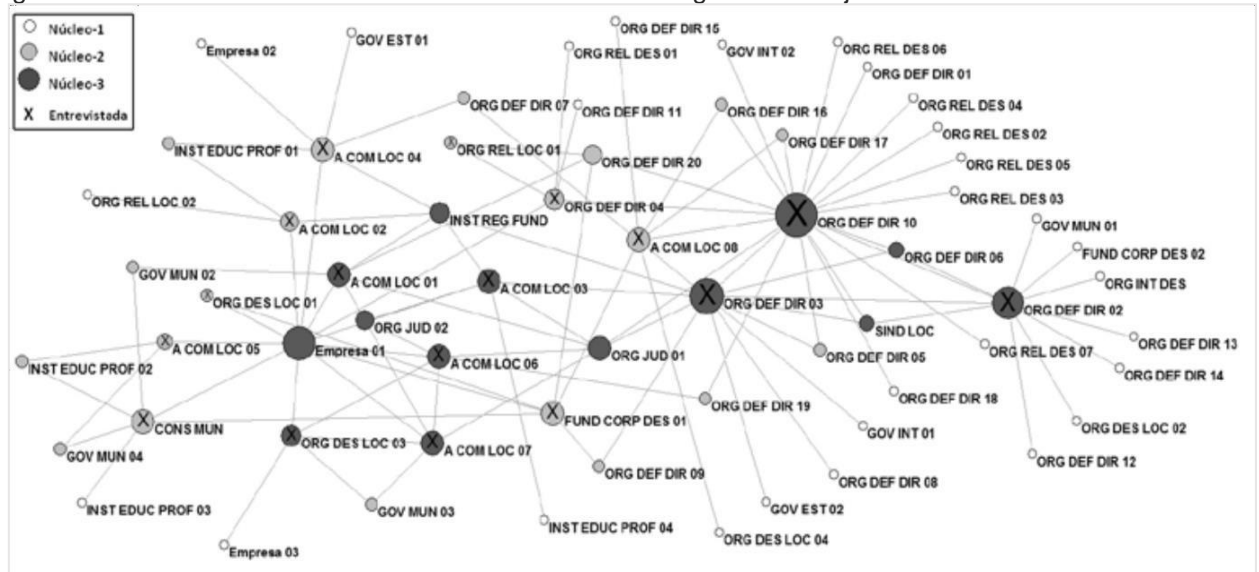 Núcleo-1
Núcleo-2
Núcleo-3
X Entrevistada
ORG DEF DIR 15
GOV EST 01
Empresa 02
ORG REL DES 01
GOV INT 02
ORG REL DES 06
ORG DEF DIR 01
ORG DEF DIR 07
ORG DEF DIR 11
ORG DEF DIR 16
ORG REL DES 04
ORG REL DES 02
ORG DEF DIR 17
INST EDUC PROF 01
A COM LOC 04
ORG REL LOC 01
ORG DEF DIR 20
ORG REL DES 05
ORG REL LOC 02
ORG DEF DIR 04
ORG REL DES 03
A COM LOC 02
INST REG FUND
ORG DEF DIR 10
GOV MUN 01
A COM LOC 08
FUND CORP DES 02
ORG DEF DIR 06
GOV MUN 02
A COM LOC 01
A COM LOC 03
ORG INT DES
ORG DES LOC 01
ORG DEF DIR 03
ORG DEF DIR 02
ORG JUD 02
SIND LOC
A COM LOC 05
Empresa 01
ORG JUD 01
ORG DEF DIR 05
ORG REL DES 07
ORG DEF DIR 13
INST EDUC PROF 02
A COM LOC 06
ORG DEF DIR 14
ORG DEF DIR 18
ORG DEF DIR 19
CONS MUN
FUND CORP DES 01
ORG DES LOC 02
GOV INT 01
ORG DES LOC 03
A COM LOC 07
GOV MUN 04
ORG DEF DIR 12
ORG DEF DIR 09
ORG DEF DIR 08
INST EDUC PROF 03
GOV MUN 03
GOV EST 02
INST EDUC PROF 04
ORG DES LOC 04
Empresa 03